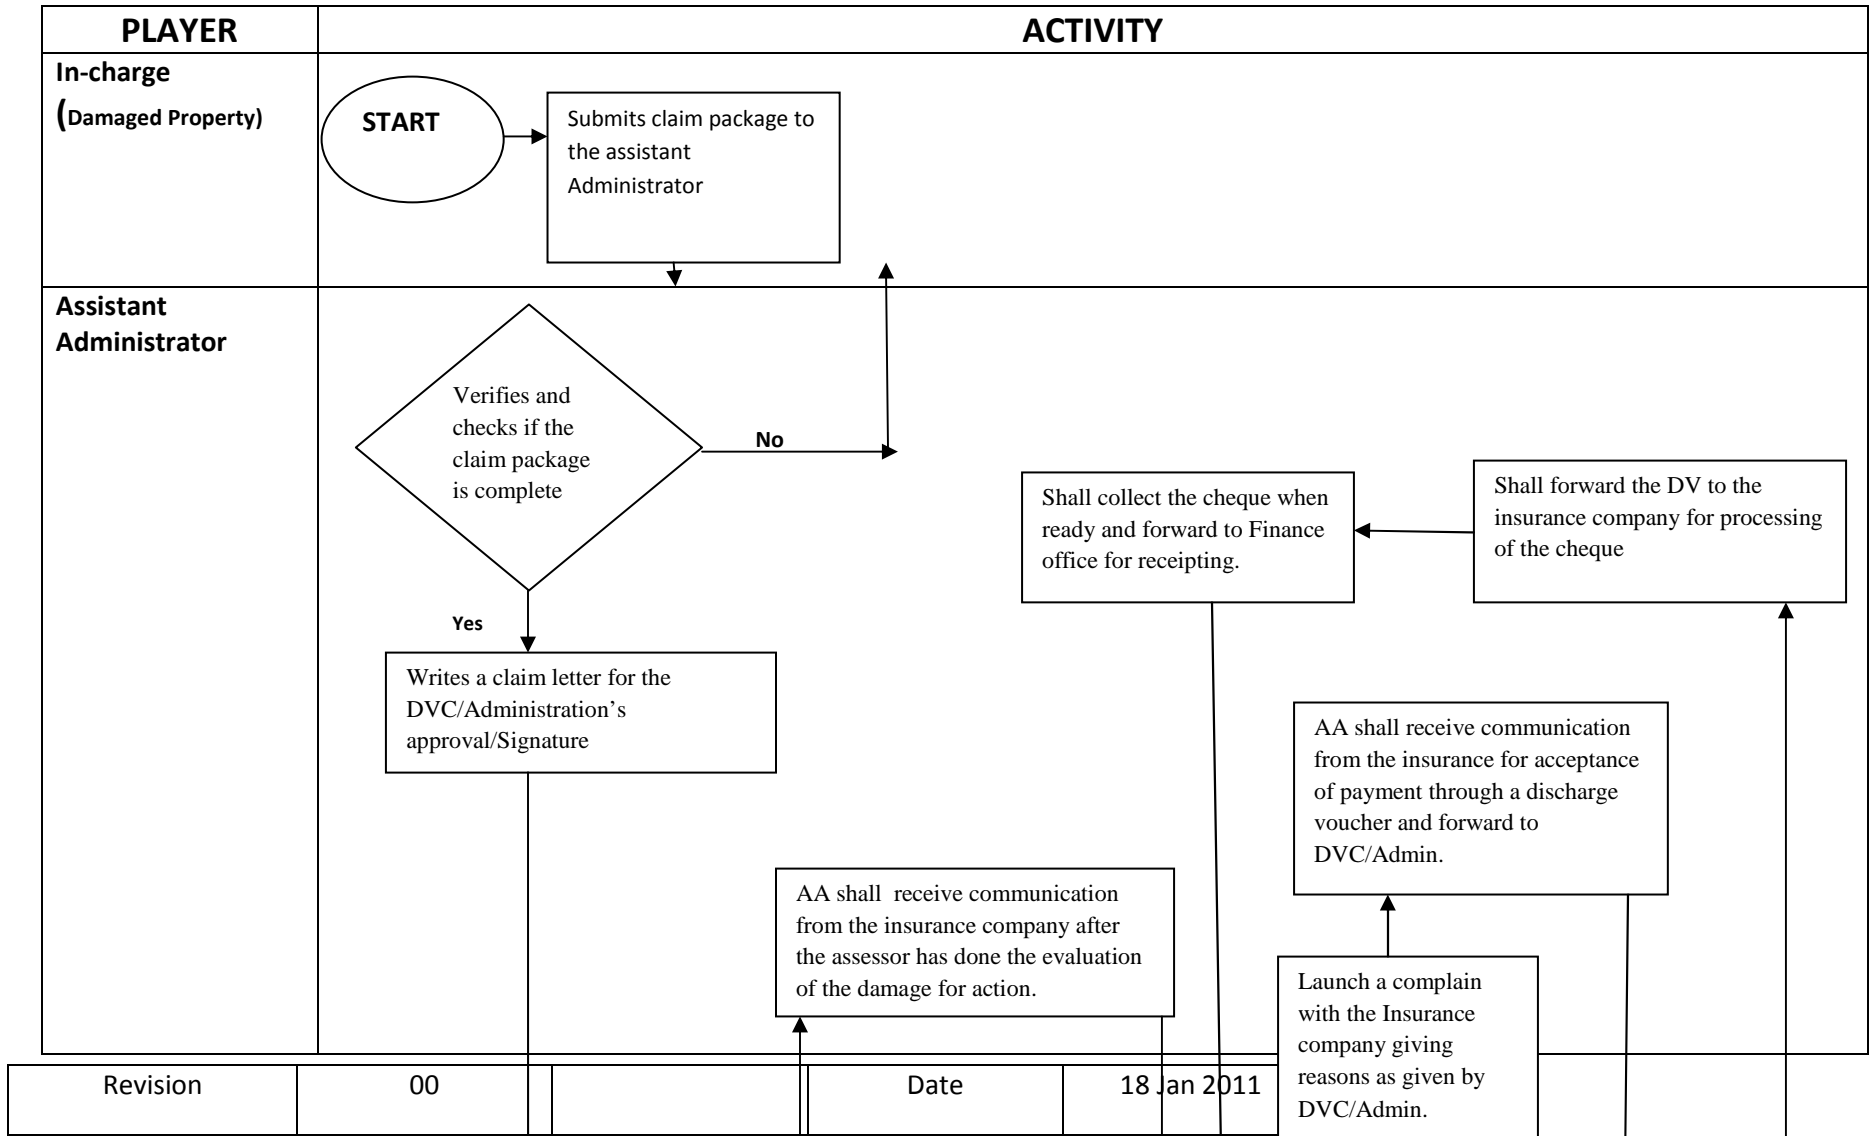 PLAYER
ACTIVITY
In-charge
(Damaged Property)
START
Submits claim package to
the assistant
Administrator
Assistant
Administrator
Verifies and
checks if the
claim package
is complete
No
Yes
Writes a claim letter for the
DVC/Administration’s
approval/Signature
AA shall  receive communication
from the insurance company after
the assessor has done the evaluation
of the damage for action.
Shall collect the cheque when
ready and forward to Finance
office for receipting.
Shall forward the DV to the
insurance company for processing
of the cheque
AA shall receive communication
from the insurance for acceptance
of payment through a discharge
voucher and forward to
DVC/Admin.
Launch a complain
with the Insurance
company giving
reasons as given by
DVC/Admin.
Revision
00
Date
18 Jan 2011